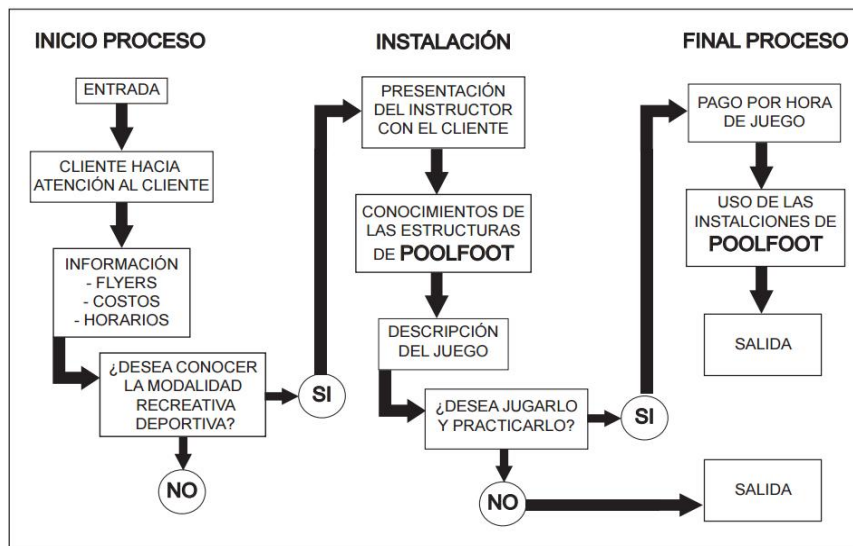 INICIO PROCESO
ENTRADA
CLIENTE HACIA
ATENCIÓN AL CLIENTE
INFORMACIÓN
- FLYERS
- COSTOS
- HORARIOS
¿DESEA CONOCER
LA MODALIDAD
RECREATIVA
DEPORTIVA?
SI
NO
INSTALACIÓN
PRESENTACIÓN
DEL INSTRUCTOR
CON EL CLIENTE
CONOCIMIENTOS DE
LAS ESTRUCTURAS
DE POOLFOOT
DESCRIPCIÓN
DEL JUEGO
¿DESEA JUGARLO
Y PRACTICARLO?
SI
NO
FINAL PROCESO
PAGO POR HORA
DE JUEGO
USO DE LAS
INSTALCIONES DE
POOLFOOT
SALIDA
SALIDA